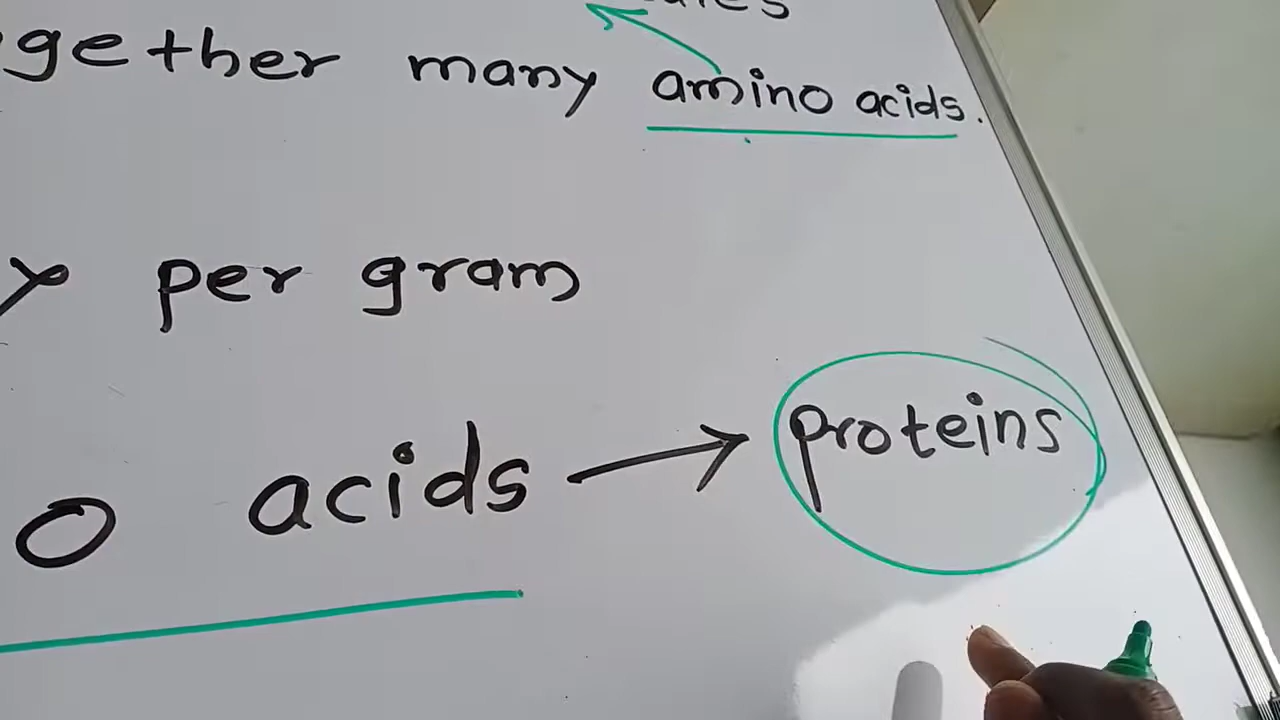 gether many amino acids.
per gram
o acids → proteins